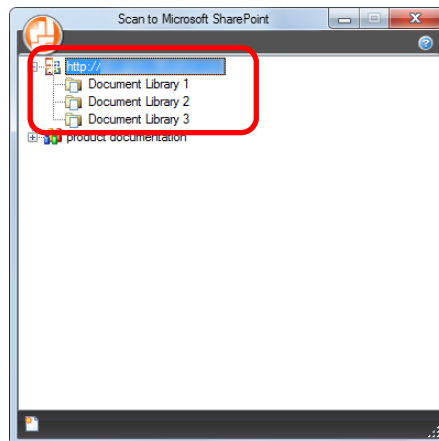 Scan to Microsoft SharePoint
http://
Document Library 1
Document Library 2
Document Library 3
product documentation